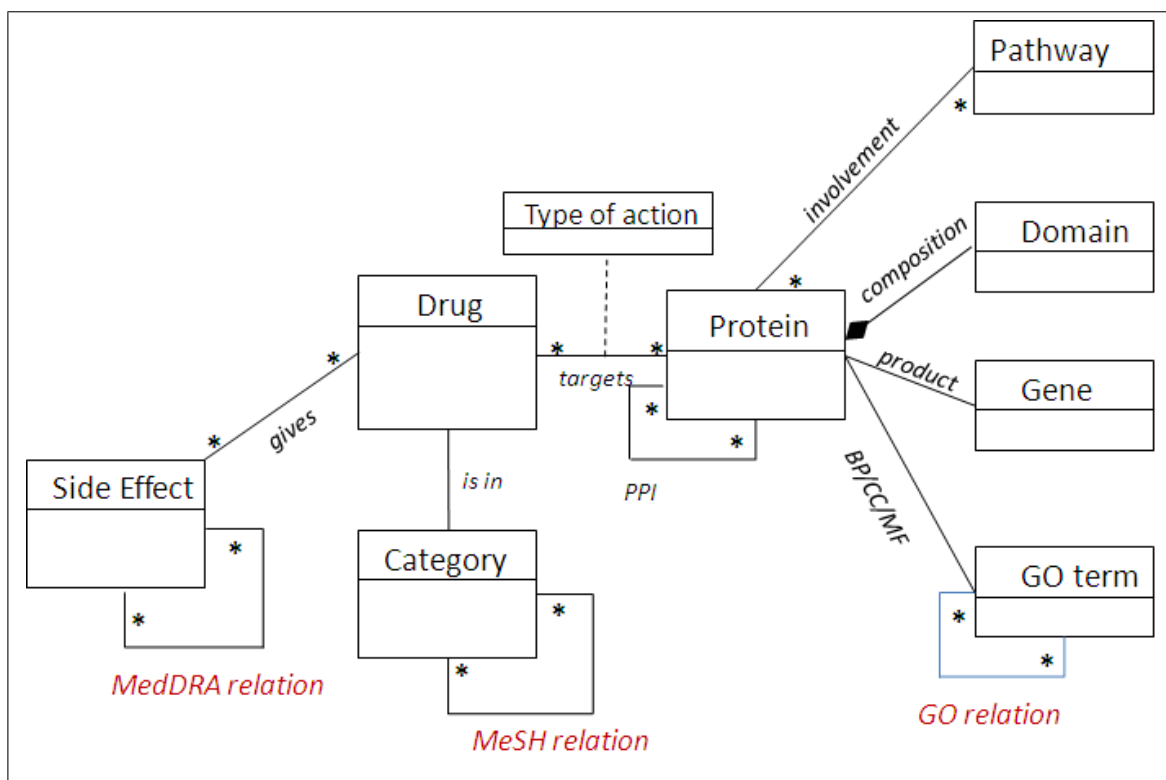 Pathway
*
involvement
Type of action
Domain
composition
Drug
*
Protein
*
*
*
targets
product
Gene
*
*
PPI
*
gives
*
Side Effect
is in
BP/CC/MF
Category
GO term
*
*
*
*
*
*
MedDRA relation
MeSH relation
GO relation